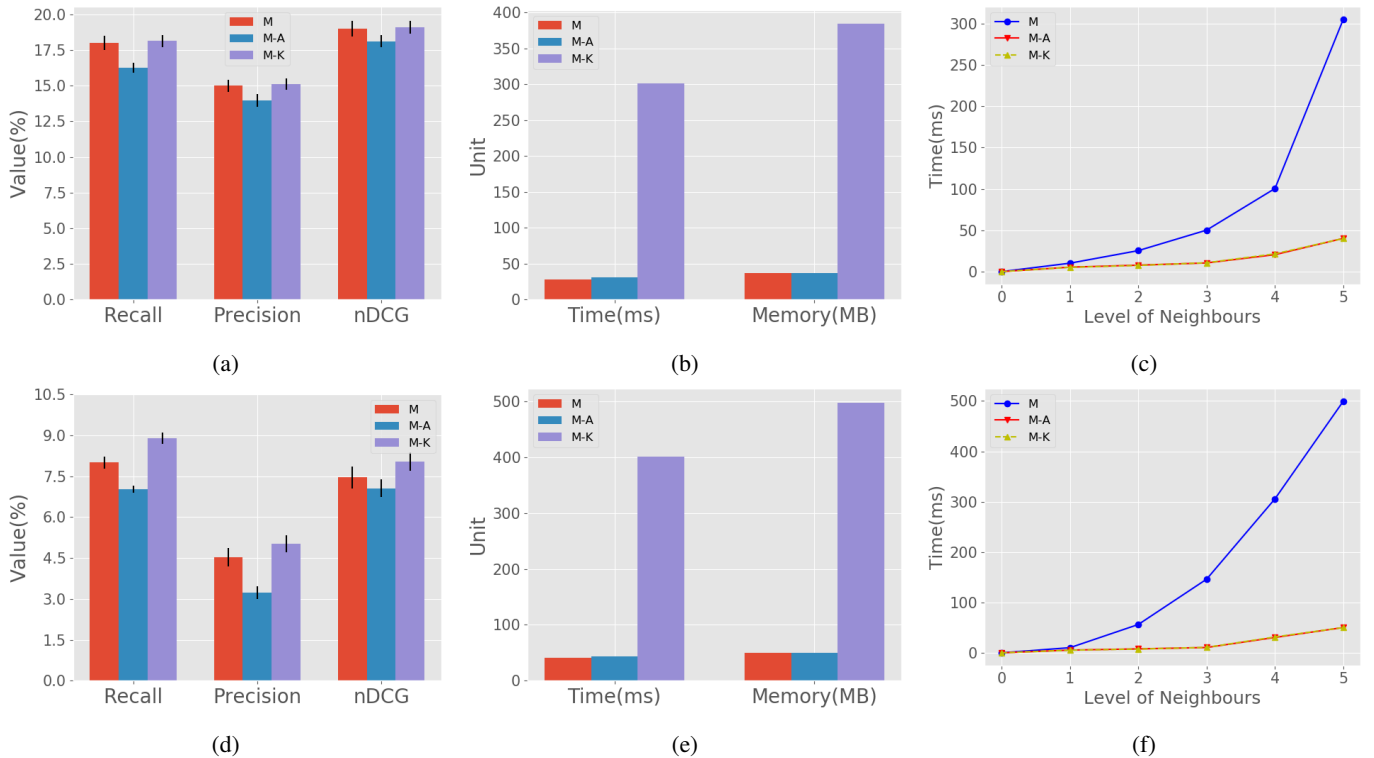 20.0
17.5
15.0
12.5
10.0
7.5
5.0
2.5
0.0
Value(%)
M
M-A
M-K
Recall
Precision
nDCG
(a)
400
350
300
250
200
150
100
50
0
Unit
M
M-A
M-K
Time(ms)
Memory(MB)
(b)
300
250
200
150
100
50
0
Time(ms)
M
M-A
M-K
0 1 2 3 4 5
Level of Neighbours
(c)
10.5
9.0
7.5
6.0
4.5
3.0
1.5
0.0
Value(%)
M
M-A
M-K
Recall
Precision
nDCG
(d)
500
400
300
200
100
0
Unit
M
M-A
M-K
Time(ms)
Memory(MB)
(e)
500
400
300
200
100
0
Time(ms)
M
M-A
M-K
0 1 2 3 4 5
Level of Neighbours
(f)